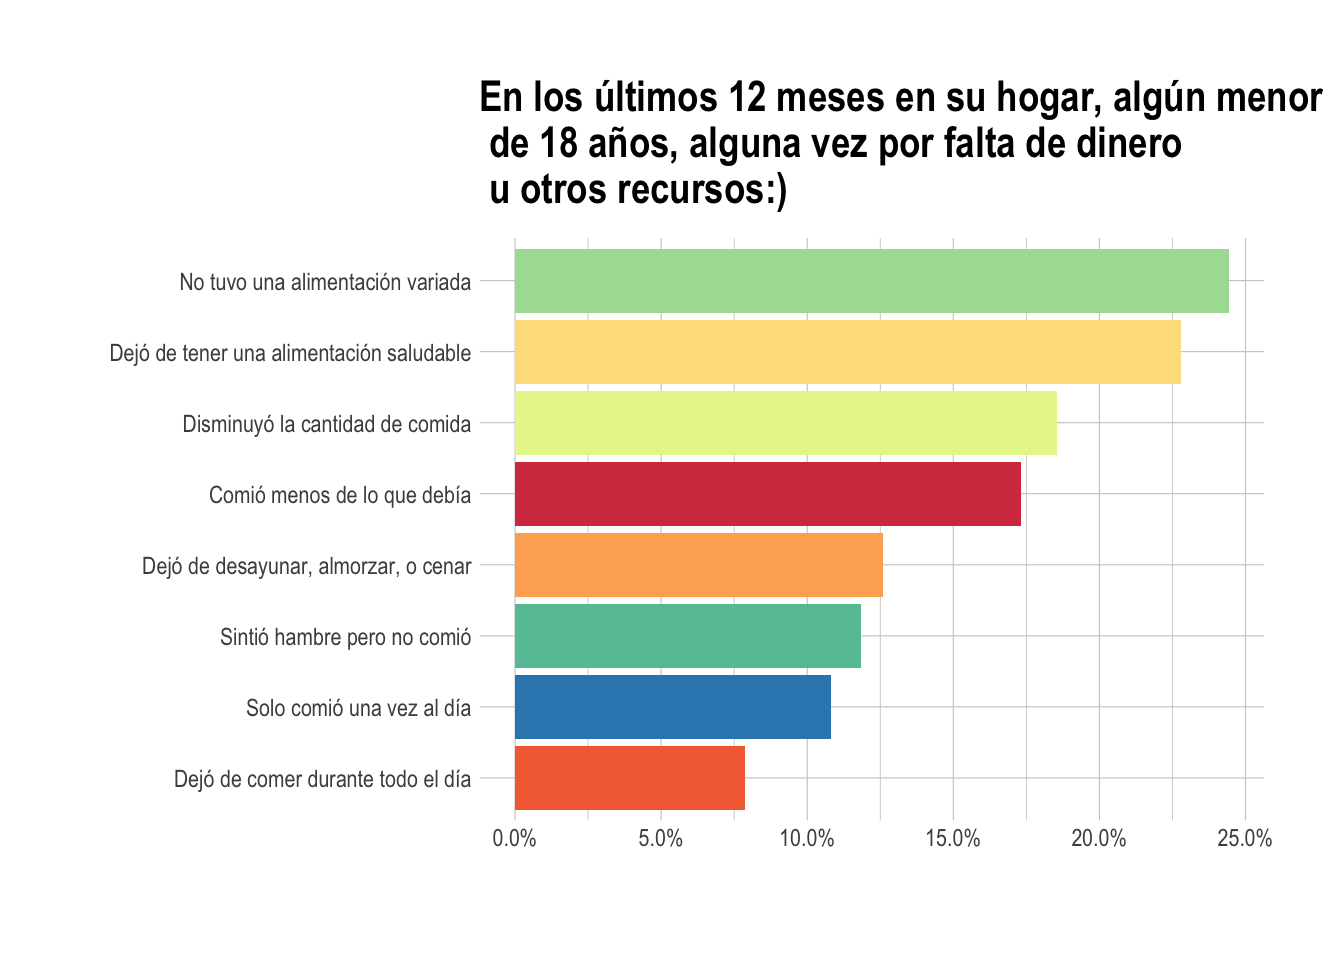 En los últimos 12 meses en su hogar, algún menor
de 18 años, alguna vez por falta de dinero
u otros recursos:)
No tuvo una alimentación variada
Dejó de tener una alimentación saludable
Disminuyó la cantidad de comida
Comió menos de lo que debía
Dejó de desayunar, almorzar, o cenar
Sintió hambre pero no comió
Solo comió una vez al día
Dejó de comer durante todo el día
0.0% 5.0% 10.0% 15.0% 20.0% 25.0%